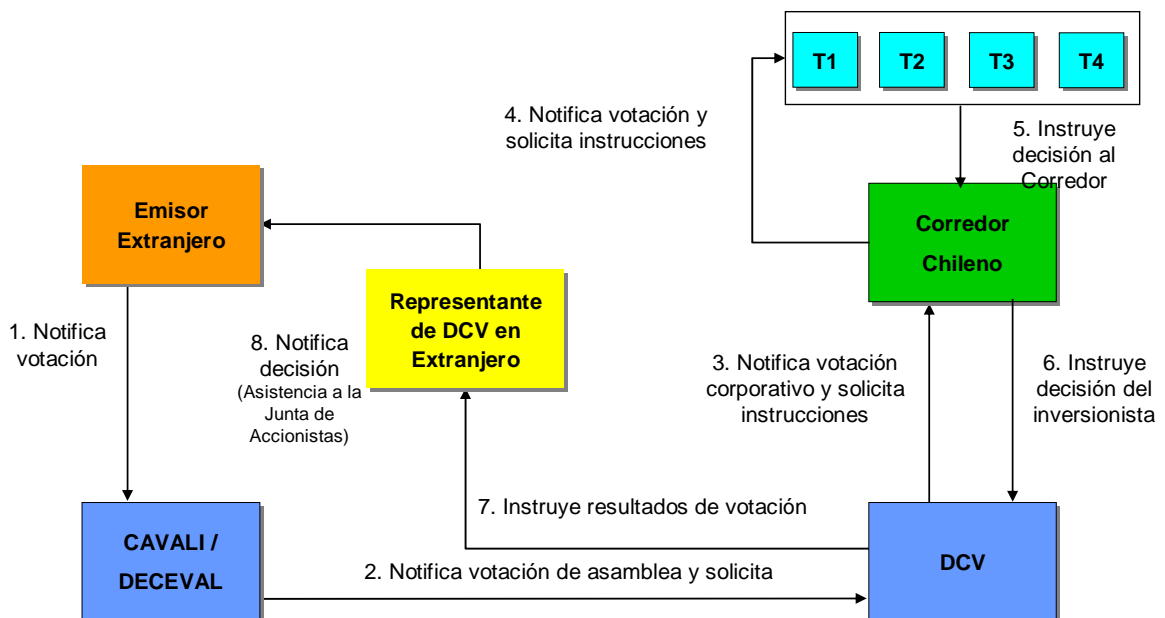 T1
T2
T3
T4
4. Notifica votación y
solicita instrucciones
5. Instruye
decisión al
Corredor
Emisor
Extranjero
Corredor
Chileno
Representante
de DCV en
Extranjero
1. Notifica
votación
8. Notifica
decisión
(Asistencia a la
Junta de
Accionistas)
3. Notifica votación
corporativo y solicita
instrucciones
6. Instruye
decisión del
inversionista
7. Instruye resultados de votación
CAVALI /
DECEVAL
2. Notifica votación de asamblea y solicita
DCV